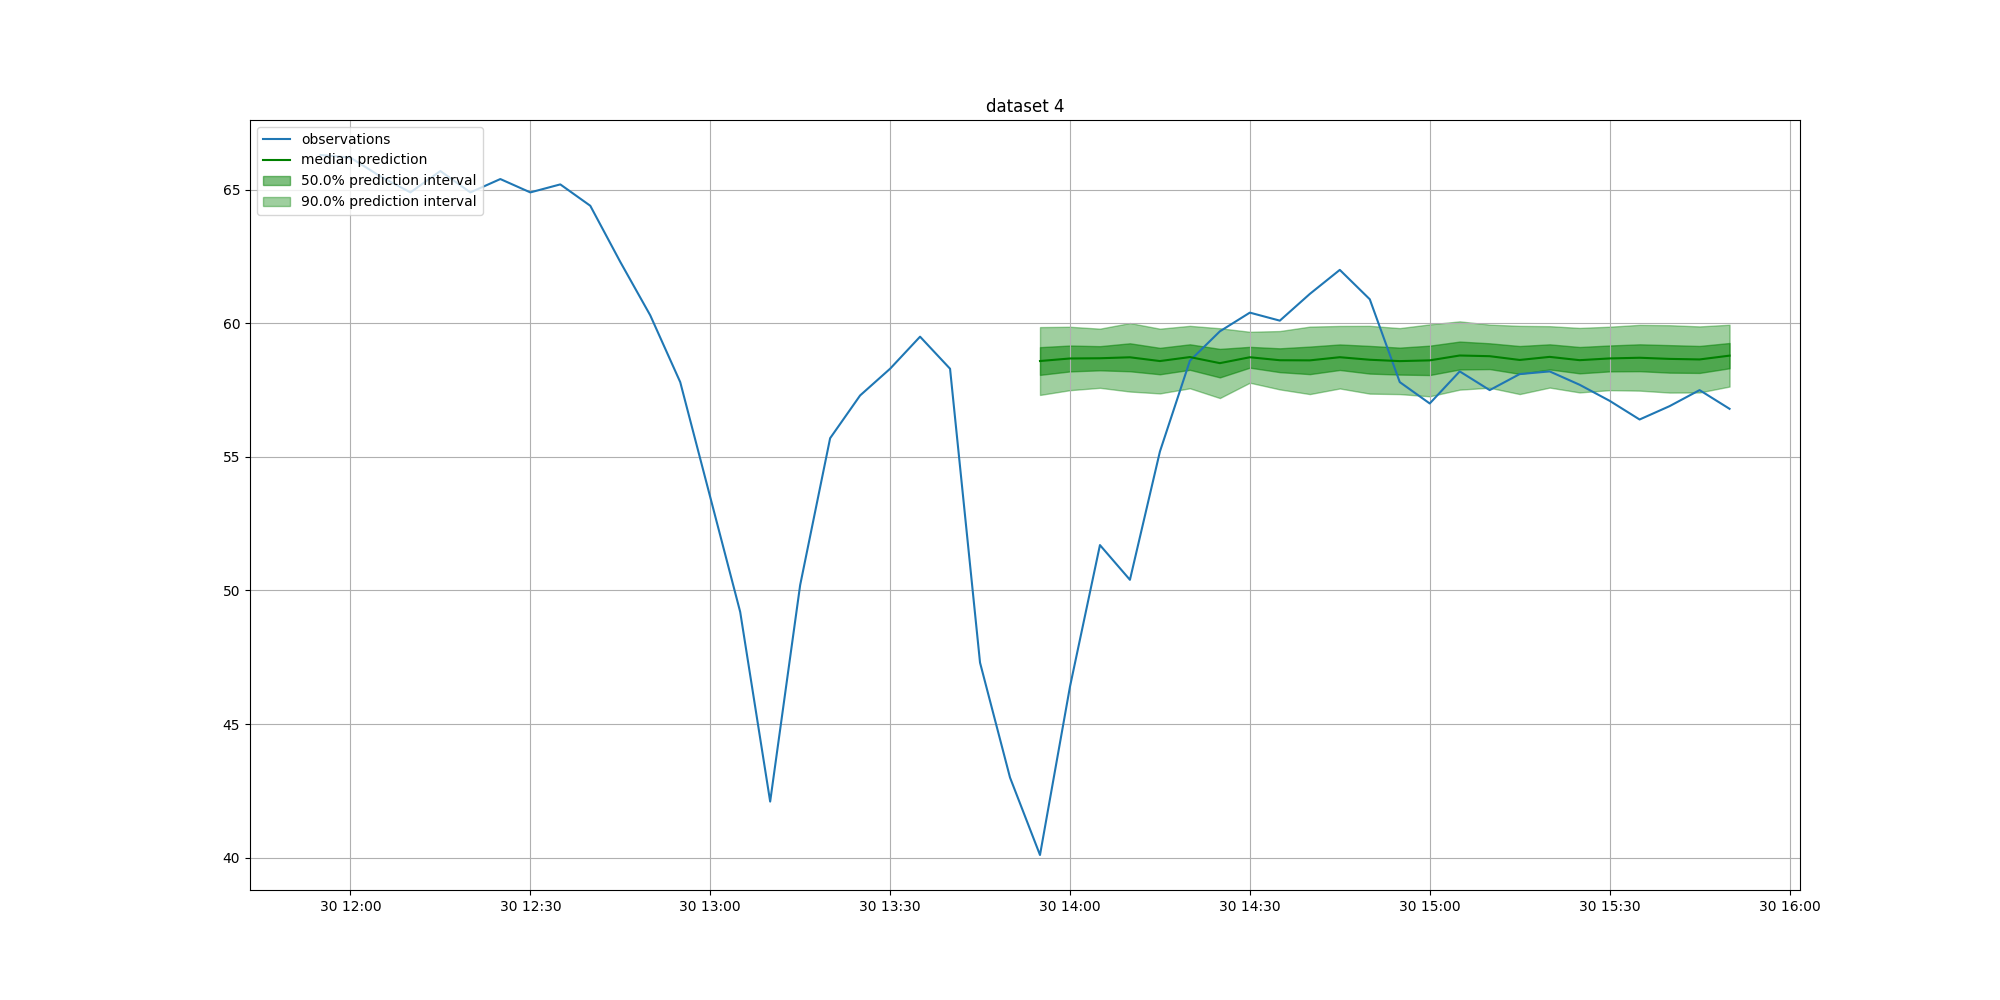 dataset 4
observations
median prediction
50.0% prediction interval
90.0% prediction interval
65
60
55
50
45
40
30 12:00 30 12:30 30 13:00 30 13:30 30 14:00 30 14:30 30 15:00 30 15:30 30 16:00